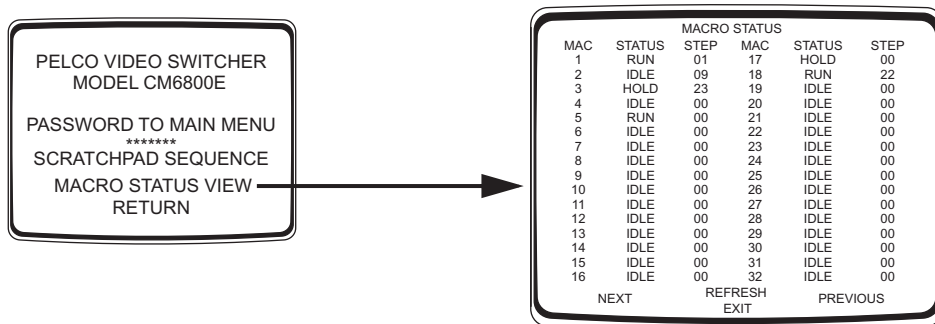 PELCO VIDEO SWITCHER
MODEL CM6800E
PASSWORD TO MAIN MENU
*******
SCRATCHPAD SEQUENCE
MACRO STATUS VIEW
RETURN
MACRO STATUS
MAC STATUS STEP MAC STATUS STEP
1 RUN 01 17 HOLD 00
2 IDLE 09 18 RUN 22
3 HOLD 23 19 IDLE 00
4 IDLE 00 20 IDLE 00
5 RUN 00 21 IDLE 00
6 IDLE 00 22 IDLE 00
7 IDLE 00 23 IDLE 00
8 IDLE 00 24 IDLE 00
9 IDLE 00 25 IDLE 00
10 IDLE 00 26 IDLE 00
11 IDLE 00 27 IDLE 00
12 IDLE 00 28 IDLE 00
13 IDLE 00 29 IDLE 00
14 IDLE 00 30 IDLE 00
15 IDLE 00 31 IDLE 00
16 IDLE 00 32 IDLE 00
NEXT REFRESH PREVIOUS
EXIT